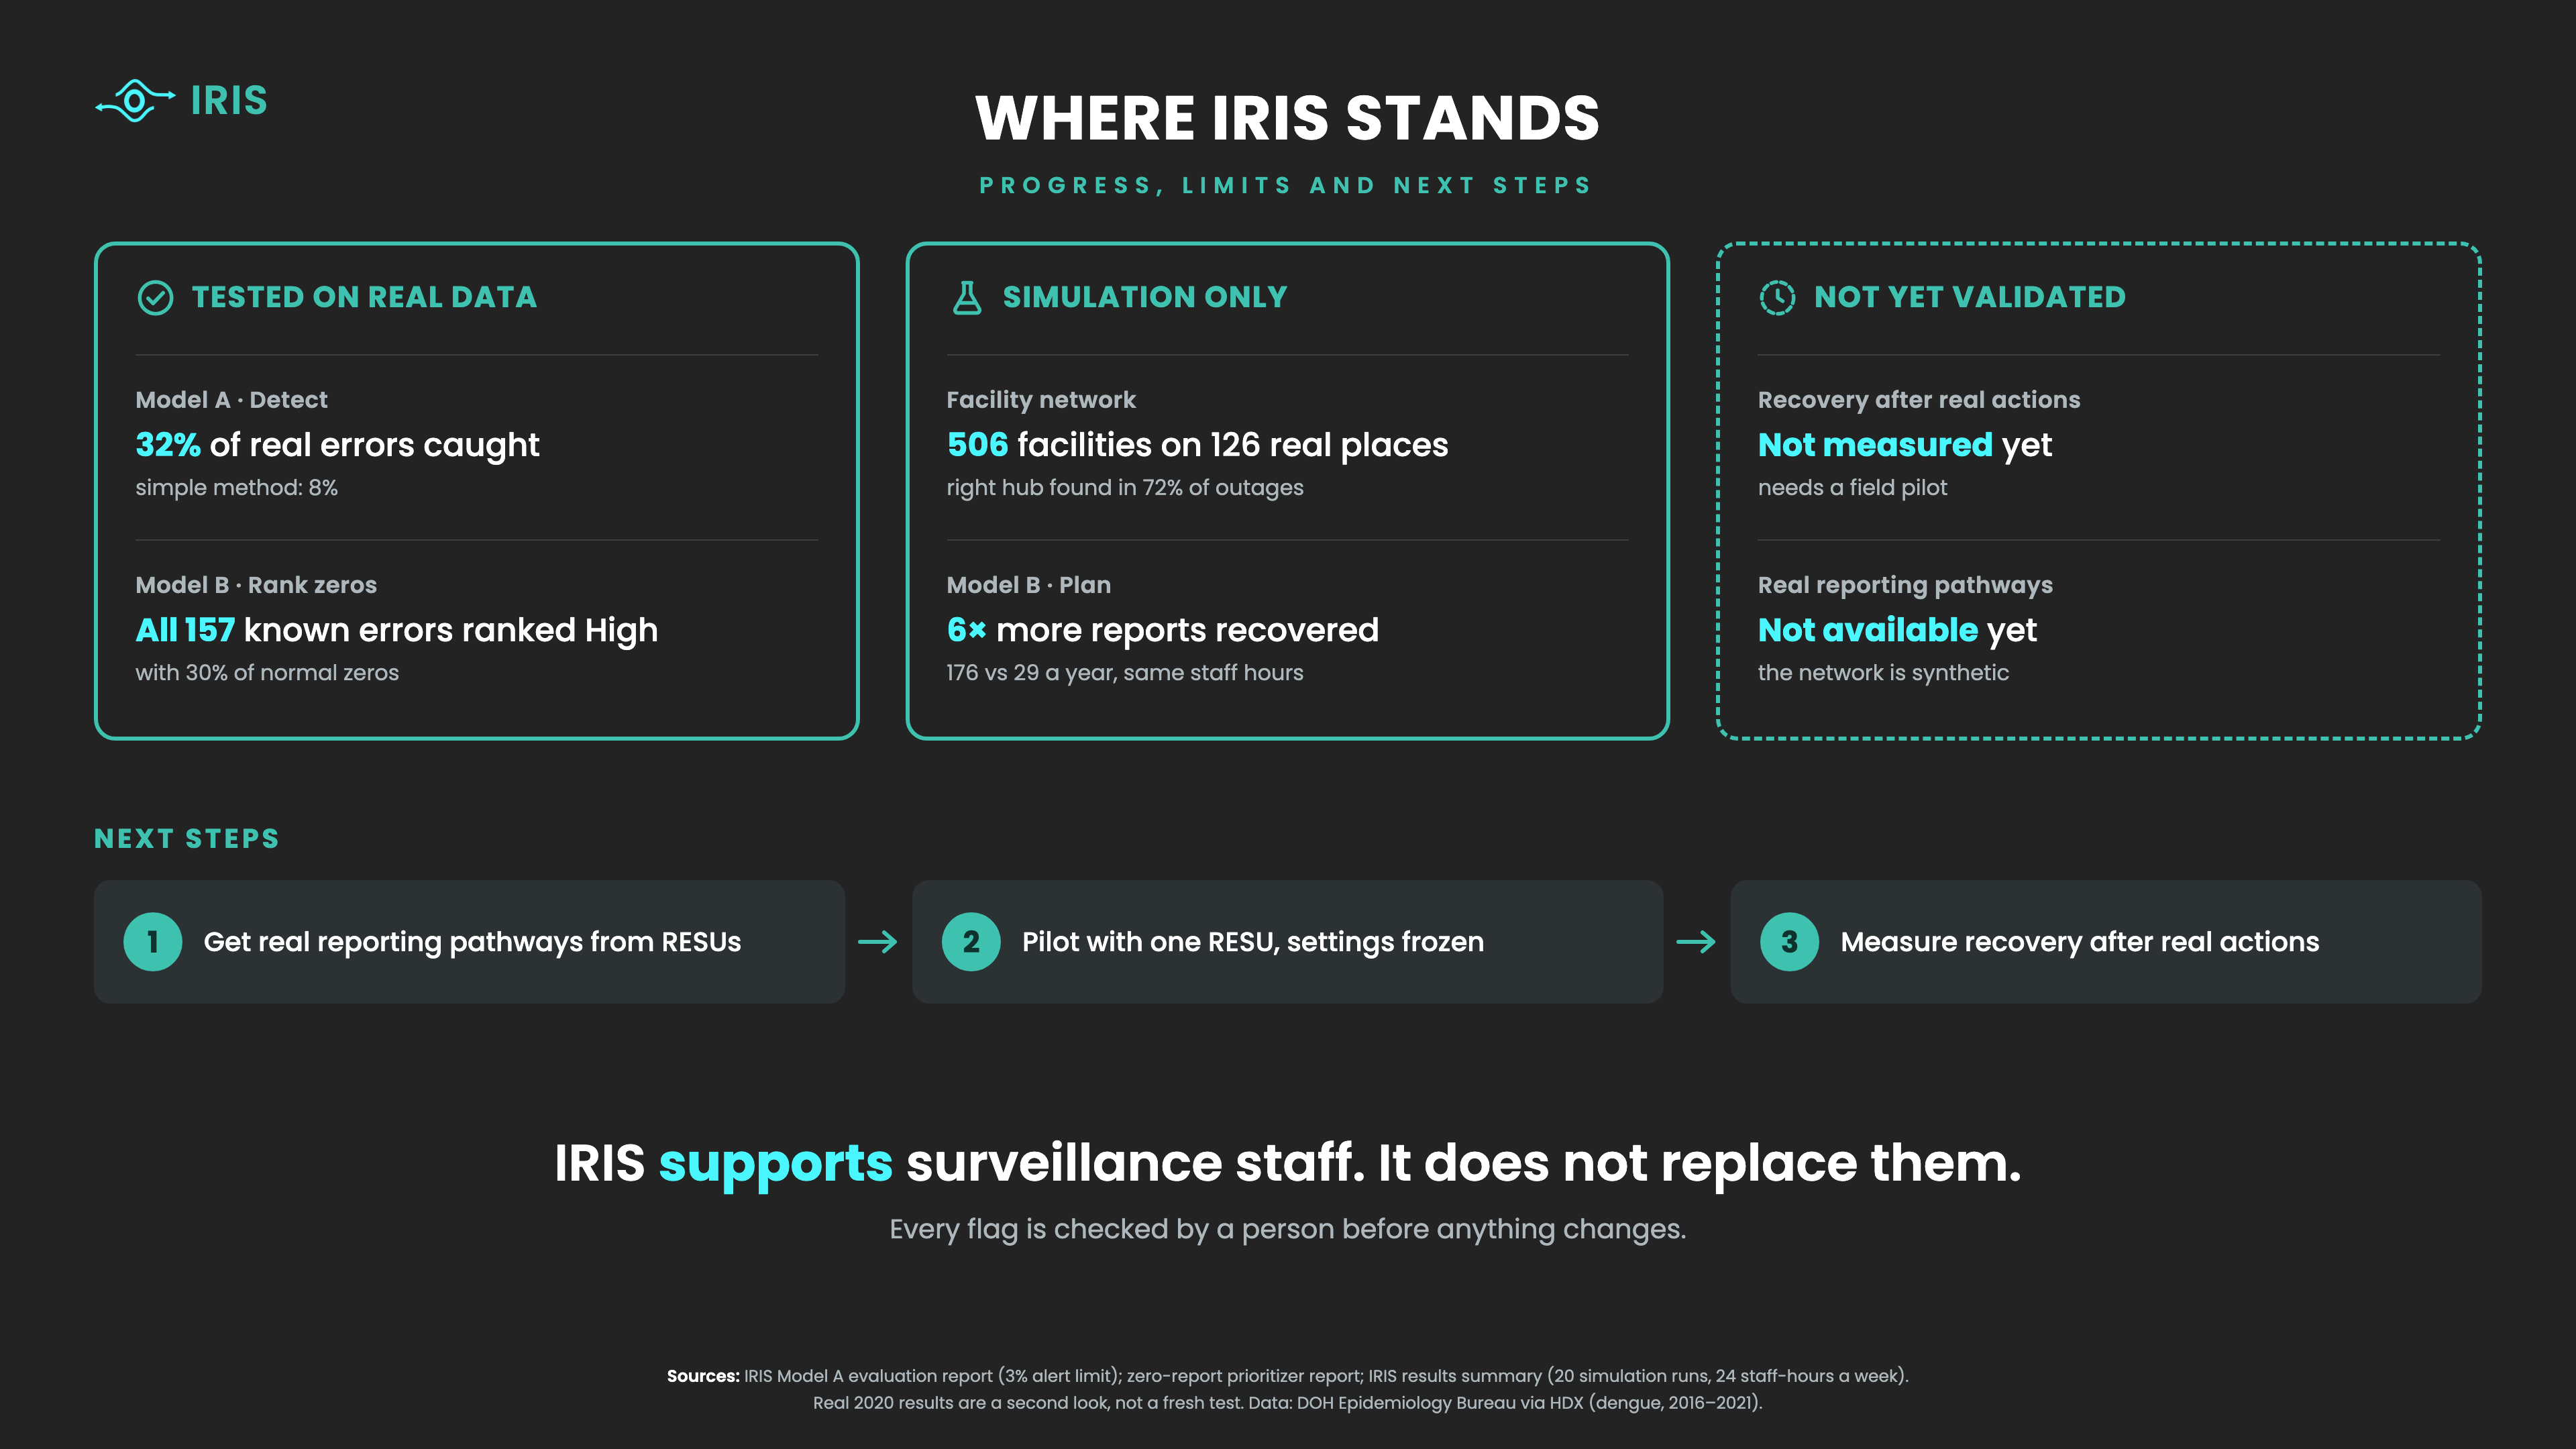 IRIS
WHERE IRIS STANDS
PROGRESS, LIMITS AND NEXT STEPS
TESTED ON REAL DATA
Model A · Detect
32% of real errors caught
simple method: 8%
Model B · Rank zeros
All 157 known errors ranked High
with 30% of normal zeros
SIMULATION ONLY
Facility network
506 facilities on 126 real places
right hub found in 72% of outages
Model B · Plan
6× more reports recovered
176 vs 29 a year, same staff hours
NOT YET VALIDATED
Recovery after real actions
Not measured yet
needs a field pilot
Real reporting pathways
Not available yet
the network is synthetic
NEXT STEPS
1 Get real reporting pathways from RESUs
2 Pilot with one RESU, settings frozen
3 Measure recovery after real actions
IRIS supports surveillance staff. It does not replace them.
Every flag is checked by a person before anything changes.
Sources: IRIS Model A evaluation report (3% alert limit); zero-report prioritizer report; IRIS results summary (20 simulation runs, 24 staff-hours a week).
Real 2020 results are a second look, not a fresh test. Data: DOH Epidemiology Bureau via HDX (dengue, 2016–2021).